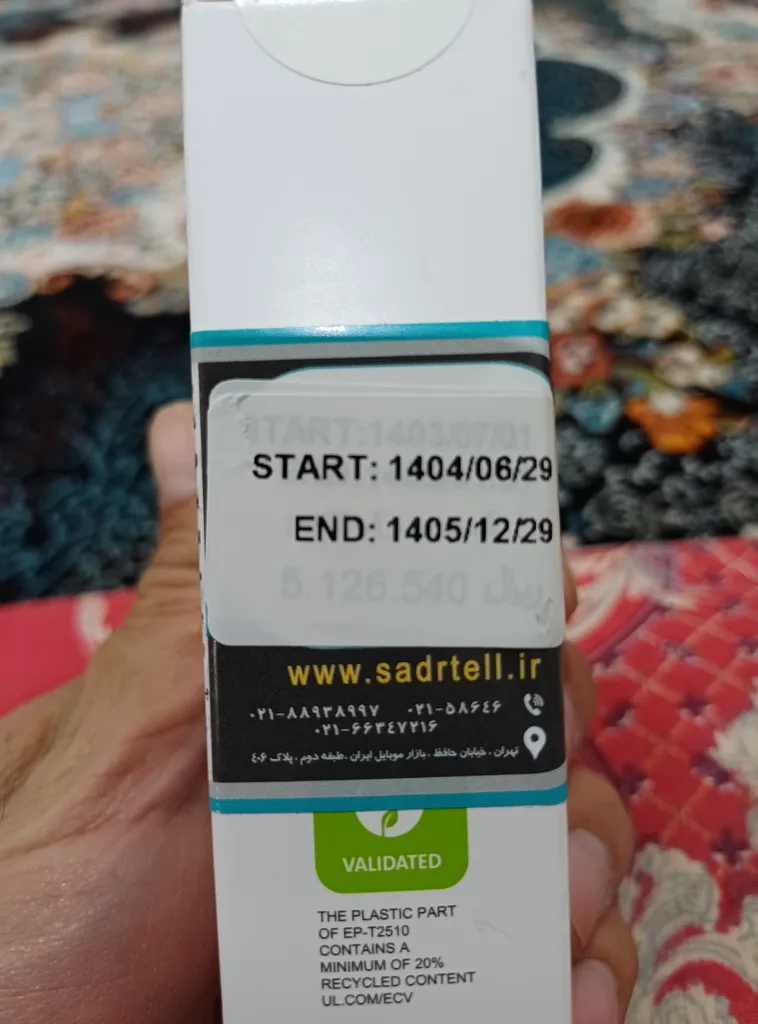 START:1403/07/01
START: 1404/06/29
END: 1405/12/29
5.126.540 ریال
www.sadrtell.ir
۰۲۱-۸۸۹۳۸۹۹۷ ۰۲۱-۵۸۶۴۶
۰۲۱-۶۶۳۴۷۲۱۶
تهران، خیابان حافظ، بازار موبایل ایران، طبقه دوم، پلاک ۴۰۶
VALIDATED
THE PLASTIC PART
OF EP-T2510
CONTAINS A
MINIMUM OF 20%
RECYCLED CONTENT
UL.COM/ECV